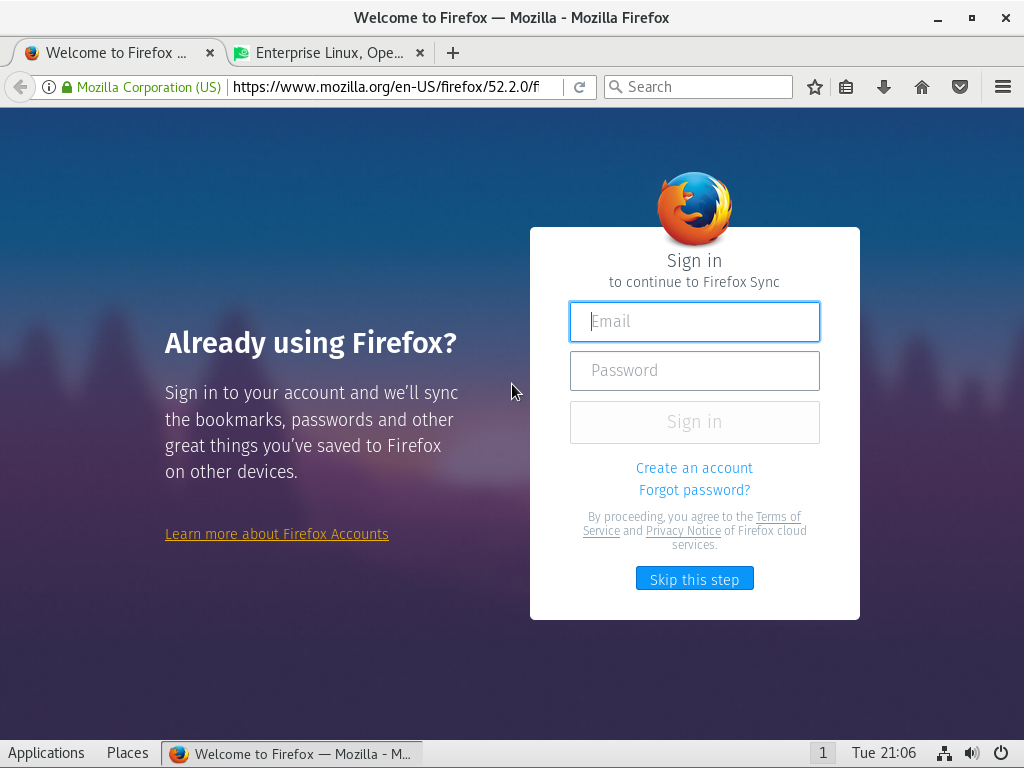 Welcome to Firefox — Mozilla - Mozilla Firefox
Welcome to Firefox ...
Enterprise Linux, Ope...
Mozilla Corporation (US)
https://www.mozilla.org/en-US/firefox/52.2.0/fi
Search
Already using Firefox?
Sign in to your account and we’ll sync
the bookmarks, passwords and other
great things you’ve saved to Firefox
on other devices.
Learn more about Firefox Accounts
Sign in
to continue to Firefox Sync
Email
Password
Sign in
Create an account
Forgot password?
By proceeding, you agree to the Terms of
Service and Privacy Notice of Firefox cloud
services.
Skip this step
Applications
Places
Welcome to Firefox — Mozilla - M...
1
Tue 21:06